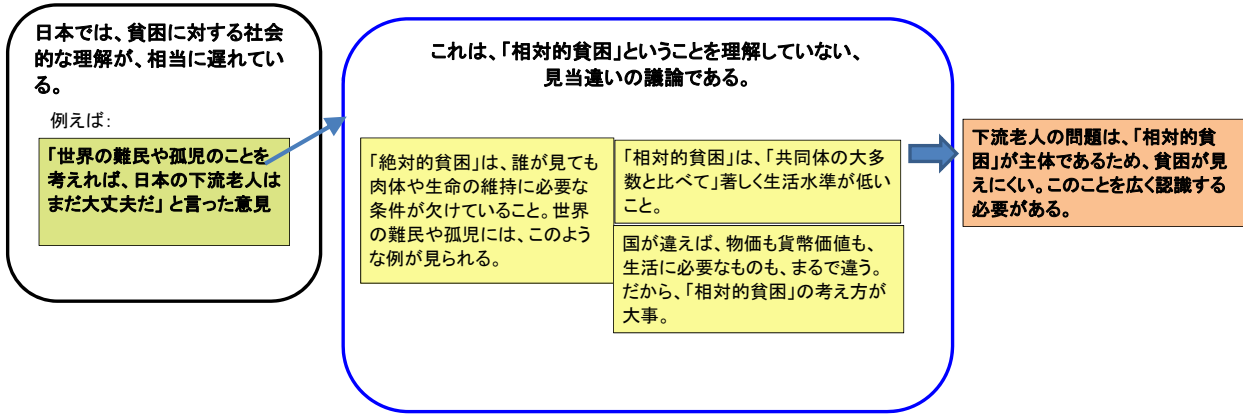 日本では、貧困に対する社会
的な理解が、相当に遅れてい
る。
例えば:
「世界の難民や孤児のことを
考えれば、日本の下流老人は
まだ大丈夫だ」と言った意見
これは、「相対的貧困」ということを理解していない、
見当違いの議論である。
「絶対的貧困」は、誰が見ても
肉体や生命の維持に必要な
条件が欠けていること。世界
の難民や孤児には、このよう
な例が見られる。
「相対的貧困」は、「共同体の大多
数と比べて」著しく生活水準が低い
こと。
国が違えば、物価も貨幣価値も、
生活に必要なものも、まるで違う。
だから、「相対的貧困」の考え方が
大事。
下流老人の問題は、「相対的貧
困」が主体であるため、貧困が見
えにくい。このことを広く認識する
必要がある。